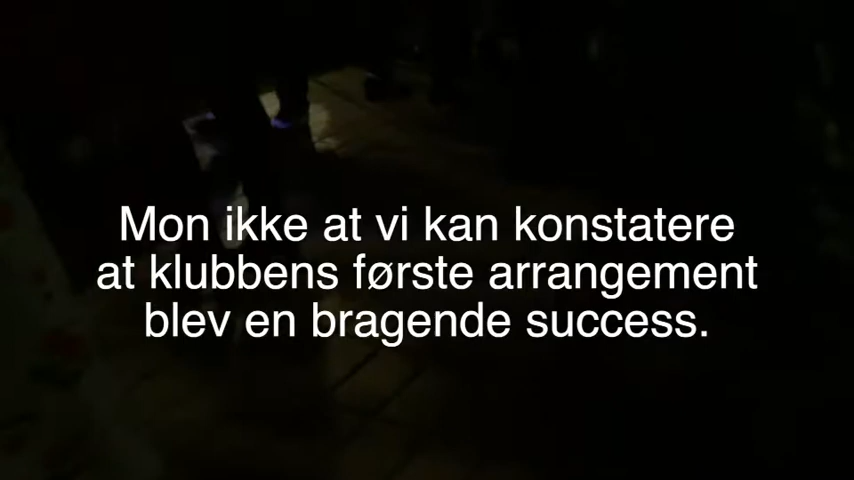 Mon ikke at vi kan konstatere
at klubbens første arrangement
blev en bragende success.